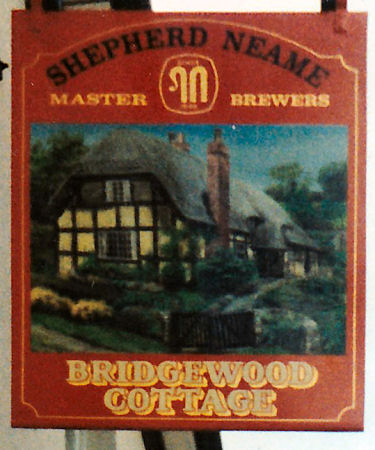 SHEPHERD NEAME
MASTER BREWERS
BRIDGEWOOD
COTTAGE